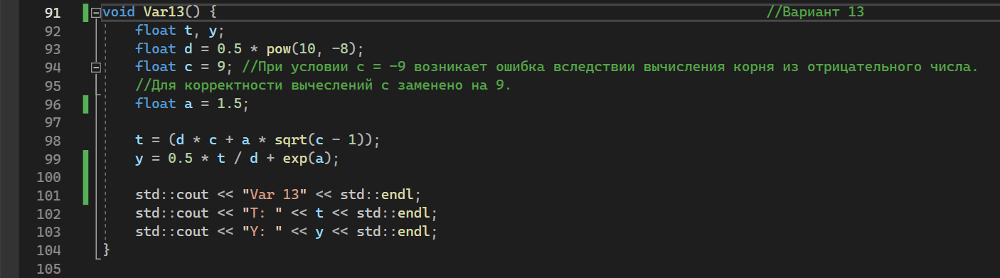 91 void Var13() { //Вариант 13
92 float t, y;
93 float d = 0.5 * pow(10, -8);
94 float c = 9; //При условии c = -9 возникает ошибка вследствии вычисления корня из отрицательного числа.
95 //Для корректности вычеслений с заменено на 9.
96 float a = 1.5;
97
98 t = (d * c + a * sqrt(c - 1));
99 y = 0.5 * t / d + exp(a);
100
101 std::cout << "Var 13" << std::endl;
102 std::cout << "T: " << t << std::endl;
103 std::cout << "Y: " << y << std::endl;
104 }
105